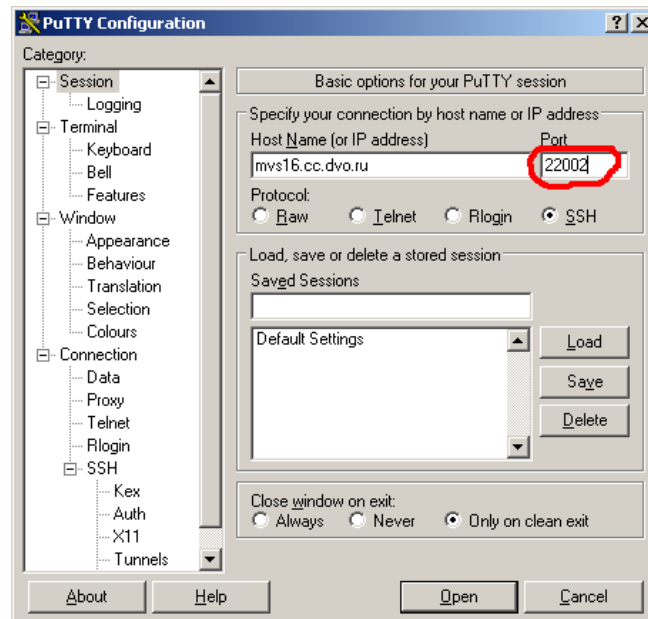 PuTTY Configuration
Category:
Session
Logging
Terminal
Keyboard
Bell
Features
Window
Appearance
Behaviour
Translation
Selection
Colours
Connection
Data
Proxy
Telnet
Rlogin
SSH
Kex
Auth
X11
Tunnels
Basic options for your PuTTY session
Specify your connection by host name or IP address
Host Name (or IP address) Port
mvs16.cc.dvo.ru 22002
Protocol:
Raw Telnet Rlogin SSH
Load, save or delete a stored session
Saved Sessions
Default Settings
Load
Save
Delete
Close window on exit:
Always Never Only on clean exit
About Help Open Cancel